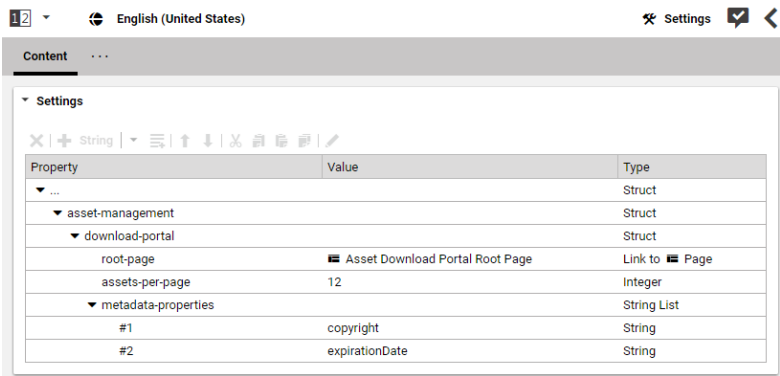 12 English (United States) Settings
Content ...
Settings
String
Property Value Type
... Struct
asset-management Struct
download-portal Struct
root-page Asset Download Portal Root Page Link to Page
assets-per-page 12 Integer
metadata-properties String List
#1 copyright String
#2 expirationDate String